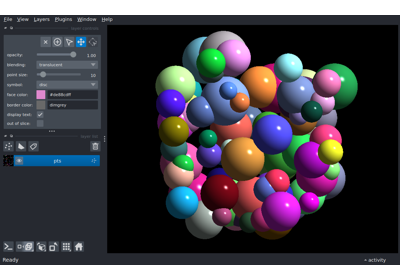 File View Layers Plugins Window Help
opacity: 1.00
blending: translucent
point size: 10
symbol: disc
face color:
border color: dimgrey
display text:
out of slice:
pts
Ready
activity